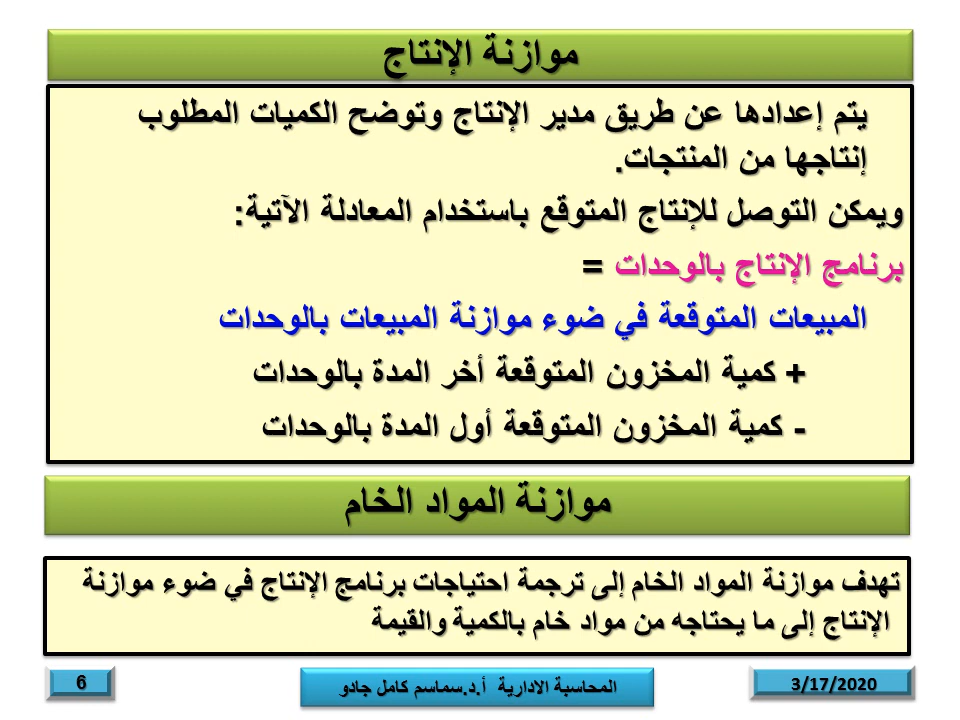 موازنة الإنتاج
يتم إعدادها عن طريق مدير الإنتاج وتوضح الكميات المطلوب
إنتاجها من المنتجات.
ويمكن التوصل للإنتاج المتوقع باستخدام المعادلة الآتية:
برنامج الإنتاج بالوحدات =
المبيعات المتوقعة في ضوء موازنة المبيعات بالوحدات
+ كمية المخزون المتوقعة أخر المدة بالوحدات
- كمية المخزون المتوقعة أول المدة بالوحدات
موازنة المواد الخام
تهدف موازنة المواد الخام إلى ترجمة احتياجات برنامج الإنتاج في ضوء موازنة
الإنتاج إلى ما يحتاجه من مواد خام بالكمية والقيمة
3/17/2020
المحاسبة الادارية أ.د.سماسم كامل جادو
6